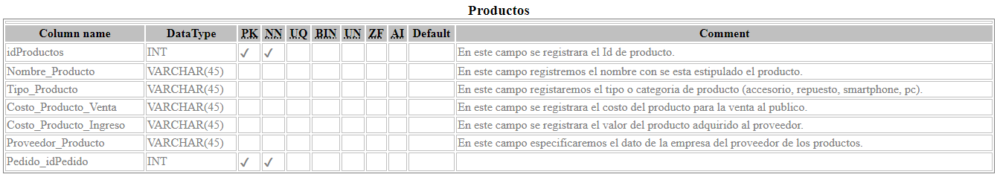 Productos
Column name DataType PK NN UQ BIN UN ZF AI Default Comment
idProductos INT ✓ ✓ En este campo se registrara el Id de producto.
Nombre_Producto VARCHAR(45) En este campo registremos el nombre con se esta estipulado el producto.
Tipo_Producto VARCHAR(45) En este campo registaremos el tipo o categoria de producto (accesorio, repuesto, smartphone, pc).
Costo_Producto_Venta VARCHAR(45) En este campo se registrara el costo del producto para la venta al publico.
Costo_Producto_Ingreso VARCHAR(45) En este campo se registrara el valor del producto adquirido al proveedor.
Proveedor_Producto VARCHAR(45) En este campo especificaremos el dato de la empresa del proveedor de los productos.
Pedido_idPedido INT ✓ ✓